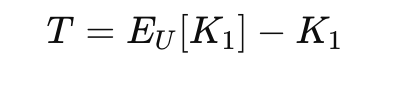 T = E_U[K_1] − K_1